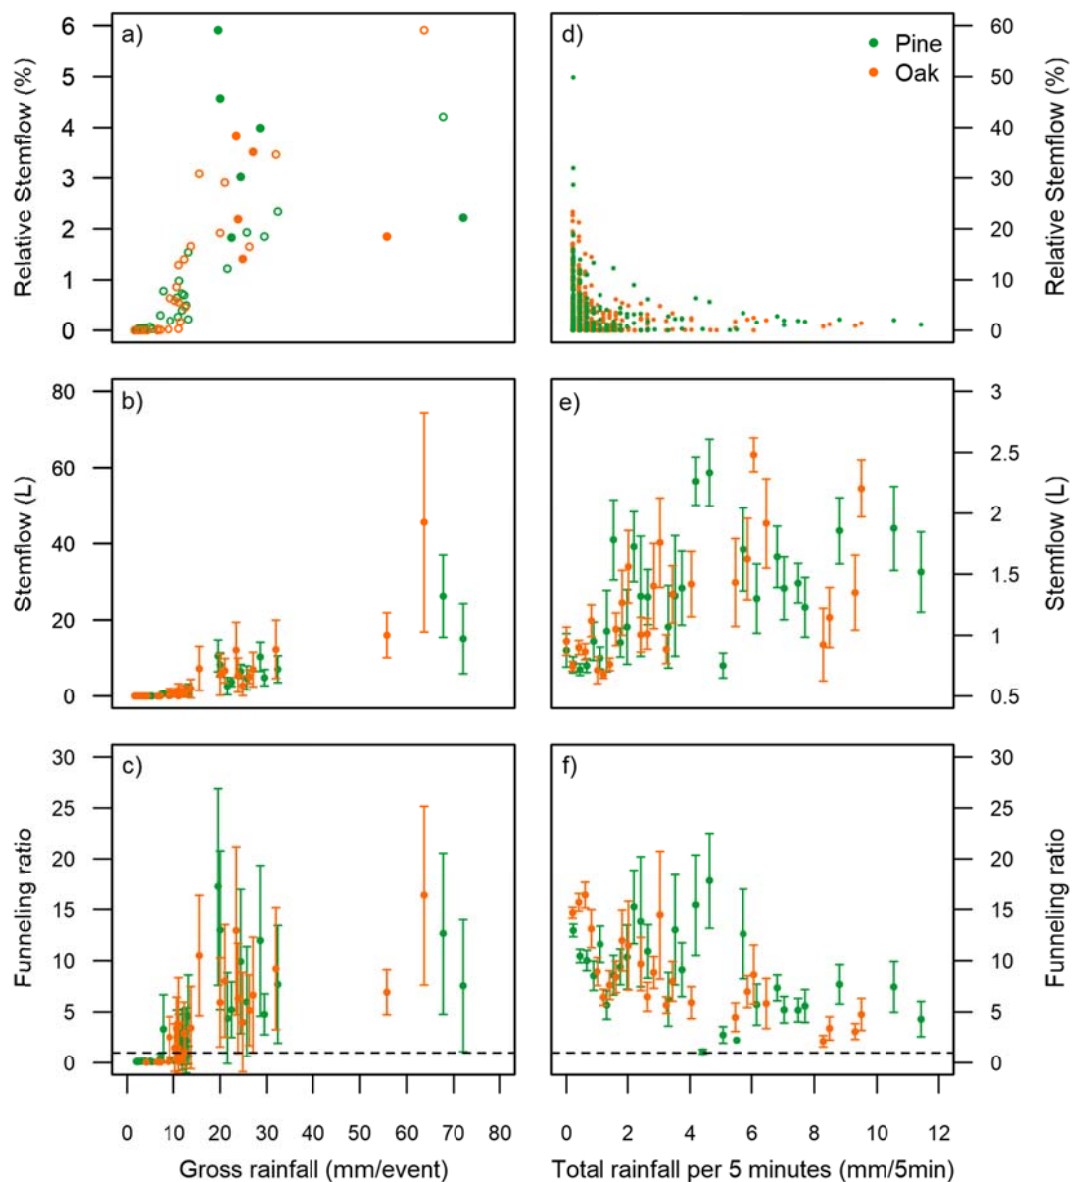 a)
6
5
4
3
2
1
0
Relative Stemflow (%)
d)
Pine
Oak
60
50
40
30
20
10
0
Relative Stemflow (%)
b)
80
60
40
20
0
Stemflow (L)
e)
3
2.5
2
1.5
1
0.5
Stemflow (L)
c)
30
25
20
15
10
5
0
Funneling ratio
f)
30
25
20
15
10
5
0
Funneling ratio
0 10 20 30 40 50 60 70 80
Gross rainfall (mm/event)
0 2 4 6 8 10 12
Total rainfall per 5 minutes (mm/5min)